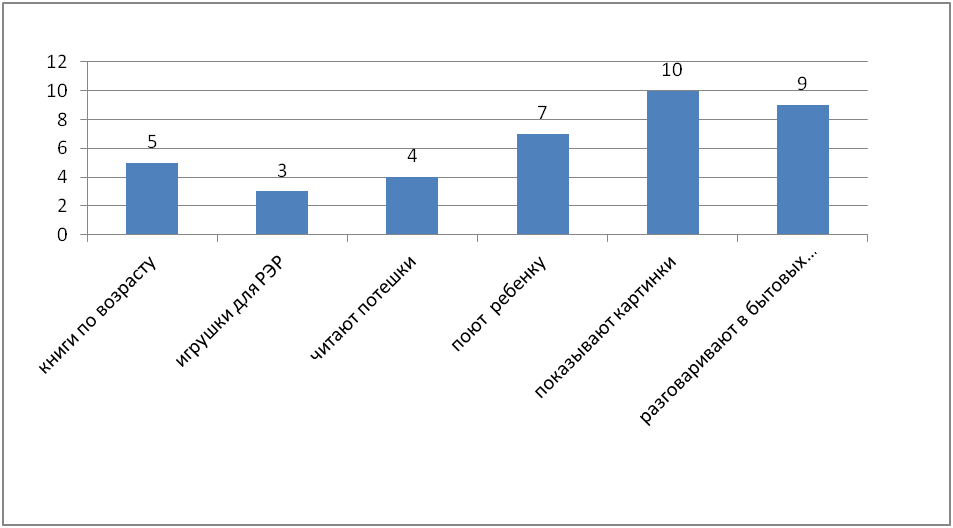 12
10
8
6
4
2
0
5
3
4
7
10
9
книги по возрасту
игрушки для РЭР
читают потешки
поют  ребенку
показывают картинки
разговаривают в бытовых...